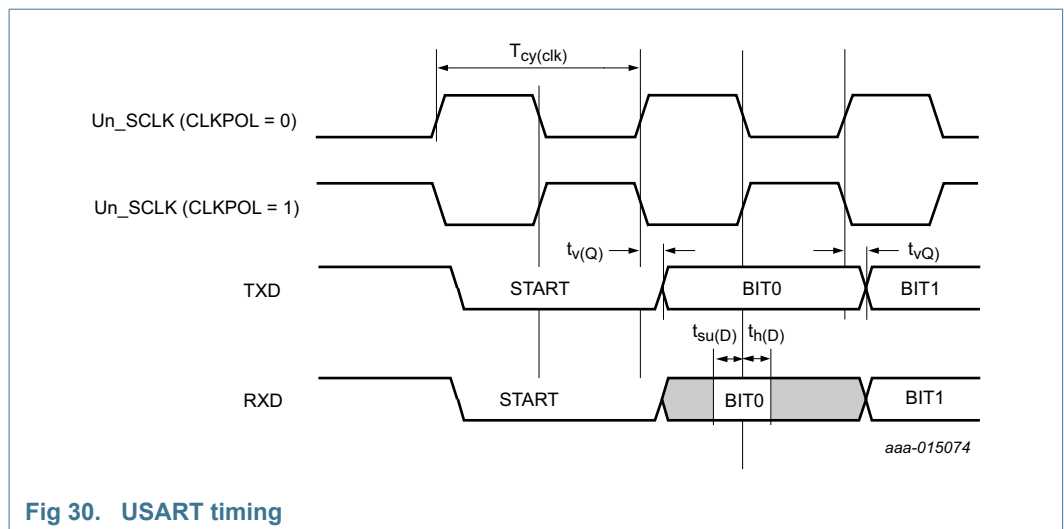 T_cy(clk)
Un_SCLK (CLKPOL = 0)
Un_SCLK (CLKPOL = 1)
t_v(Q) t_vQ)
TXD START BIT0 BIT1
t_su(D) t_h(D)
RXD START BIT0 BIT1
aaa-015074
Fig 30. USART timing